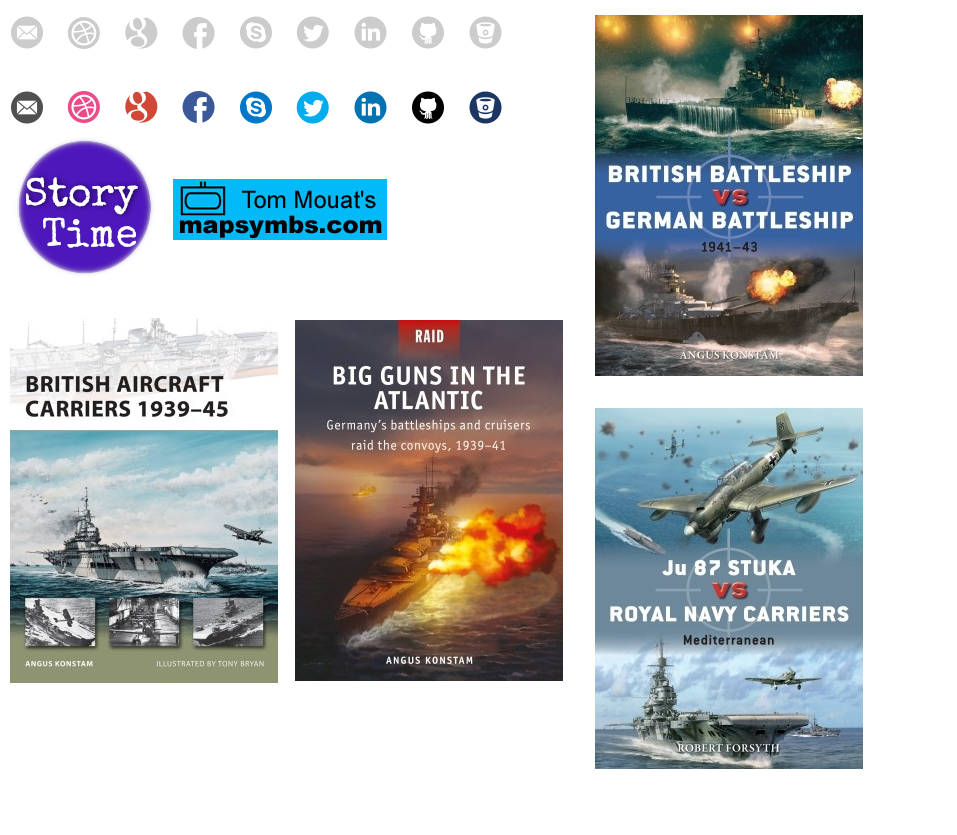 Story
Time
Tom Mouat's
mapsymbs.com
BRITISH BATTLESHIP
VS
GERMAN BATTLESHIP
1941–43
ANGUS KONSTAM
BRITISH AIRCRAFT
CARRIERS 1939–45
ANGUS KONSTAM
ILLUSTRATED BY TONY BRYAN
RAID
BIG GUNS IN THE
ATLANTIC
Germany's battleships and cruisers
raid the convoys, 1939–41
ANGUS KONSTAM
Ju 87 STUKA
VS
ROYAL NAVY CARRIERS
Mediterranean
ROBERT FORSYTH